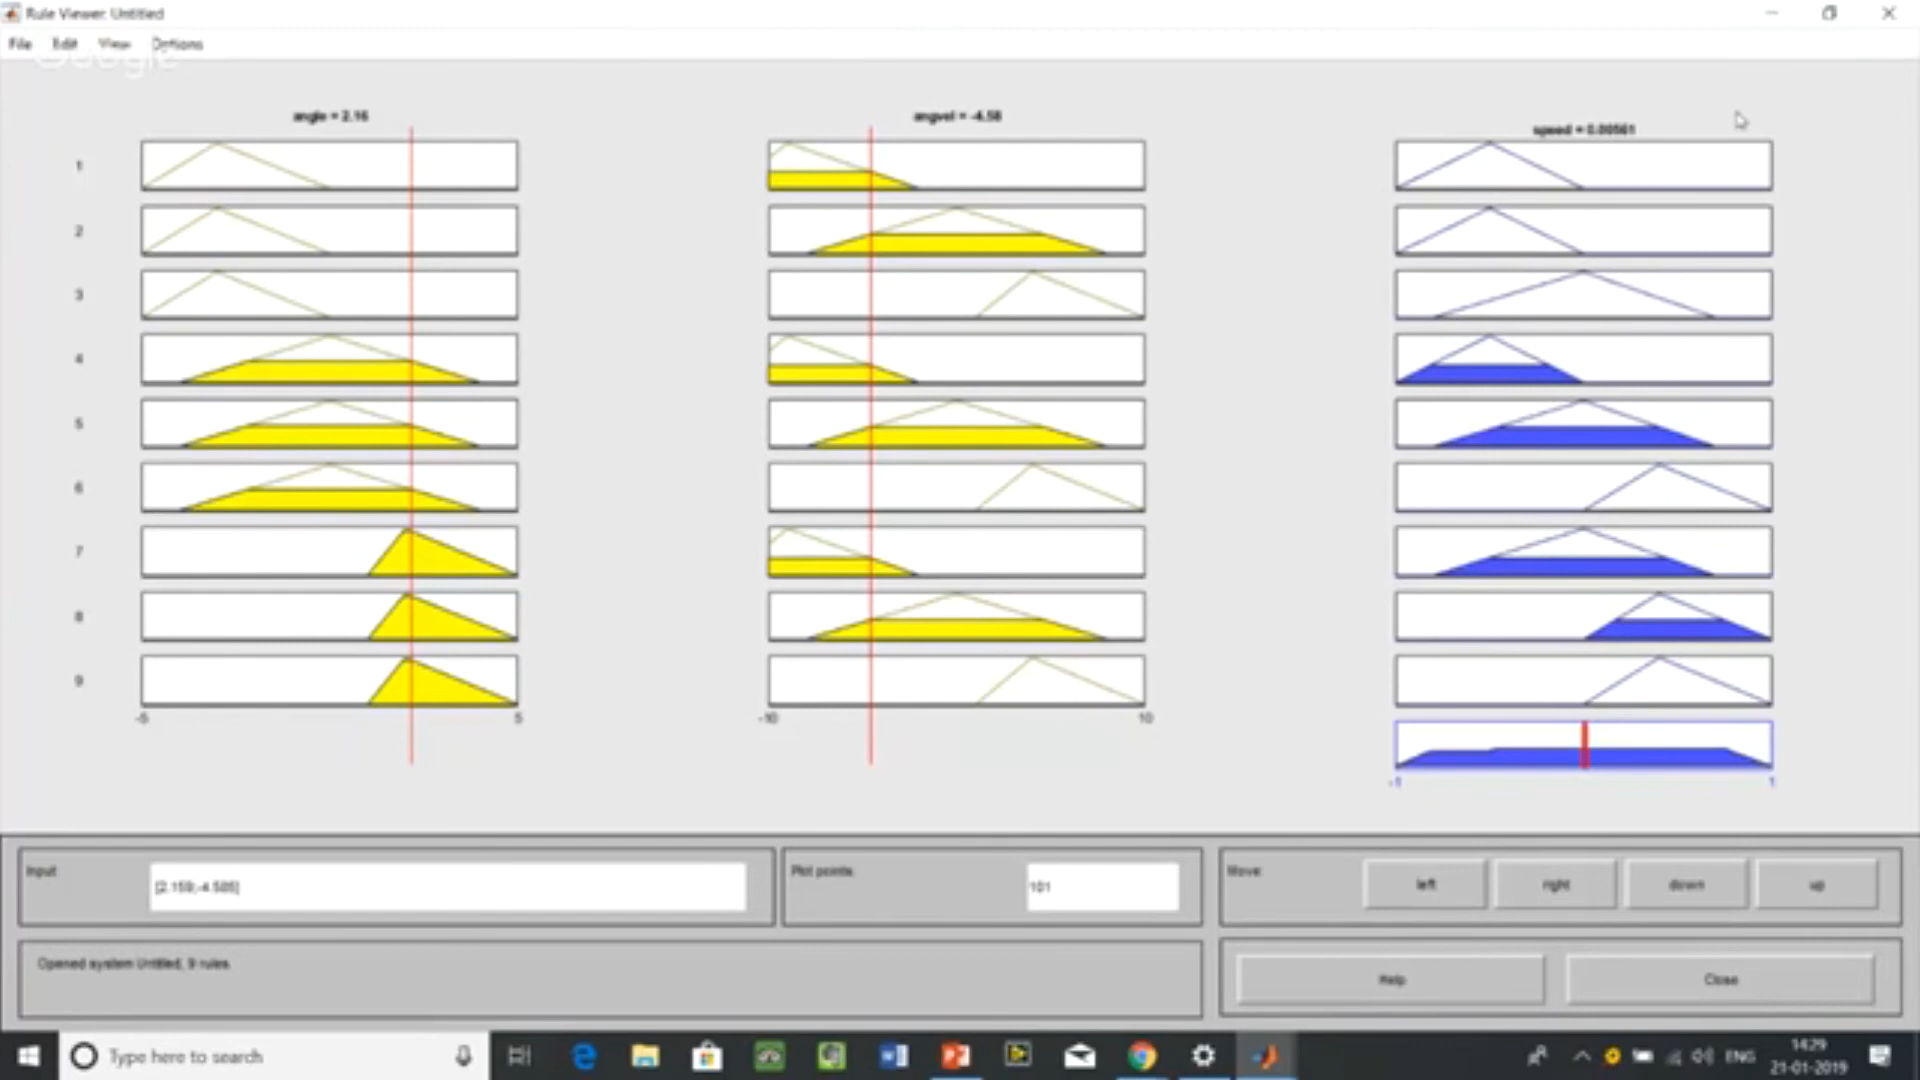 Rule Viewer: Untitled
File Edit View Options
Google
angle = 2.16
angvel = -4.58
speed = 0.00561
1
2
3
4
5
6
7
8
9
-5 5
-10 10
-1 1
Input:
[2.159;-4.585]
Plot points:
101
Move:
left
right
down
up
Opened system Untitled, 9 rules
Help
Close
Type here to search
ENG
14:29
21-01-2019